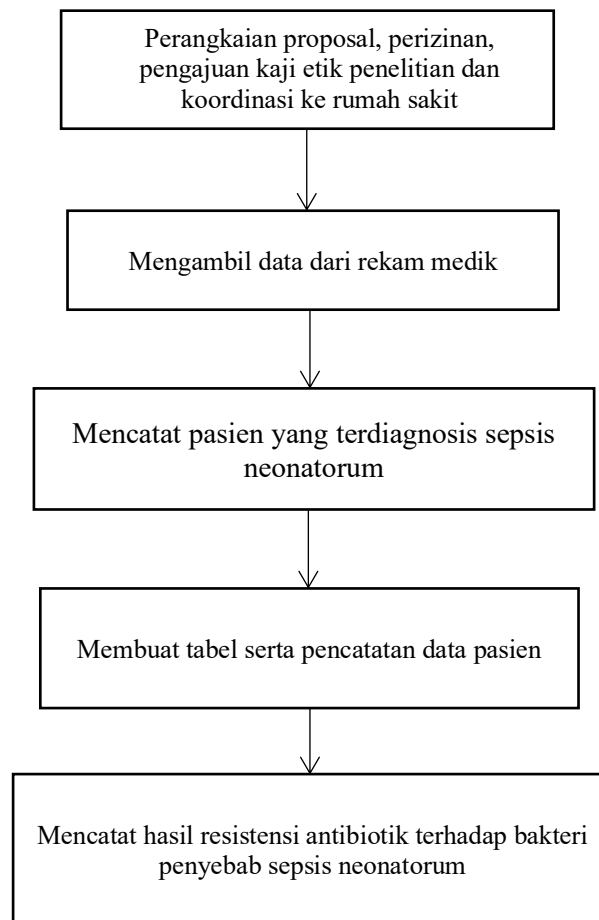 Perangkaian proposal, perizinan,
pengajuan kaji etik penelitian dan
koordinasi ke rumah sakit
Mengambil data dari rekam medik
Mencatat pasien yang terdiagnosis sepsis
neonatorum
Membuat tabel serta pencatatan data pasien
Mencatat hasil resistensi antibiotik terhadap bakteri
penyebab sepsis neonatorum